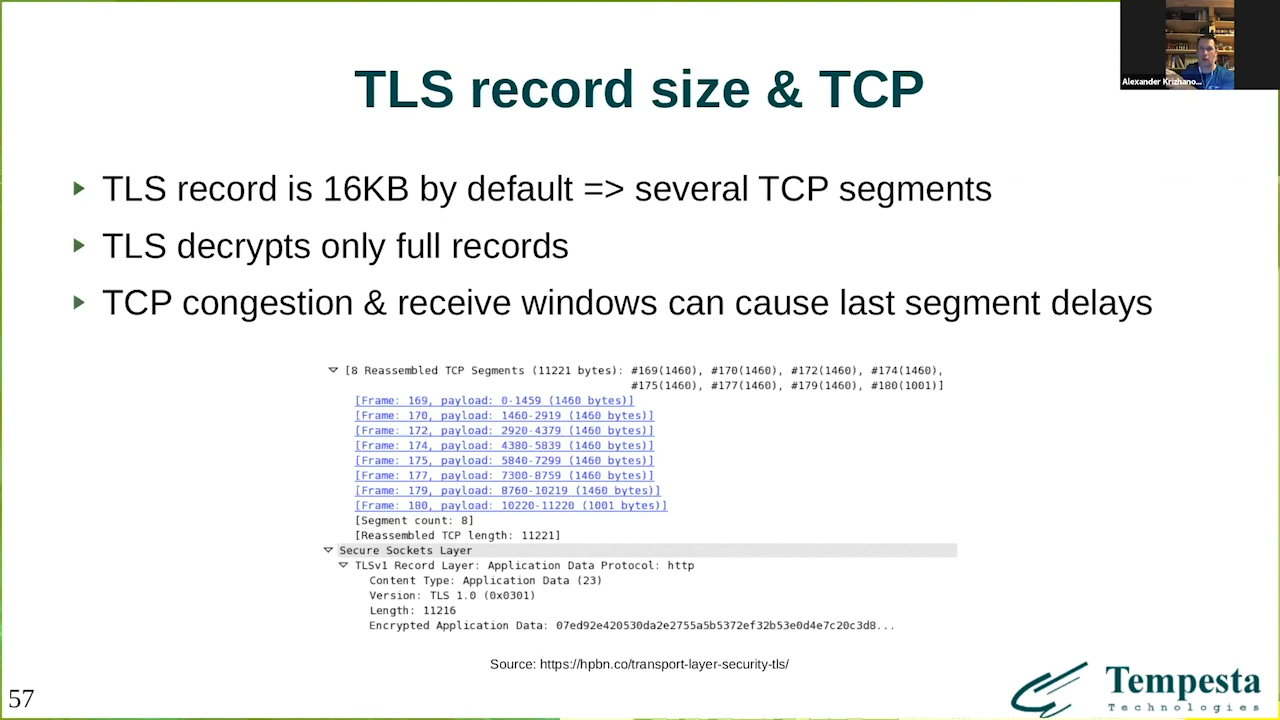 Alexander Krizhano...
TLS record size & TCP
TLS record is 16KB by default => several TCP segments
TLS decrypts only full records
TCP congestion & receive windows can cause last segment delays
[8 Reassembled TCP Segments (11221 bytes): #169(1460), #170(1460), #172(1460), #174(1460),
#175(1460), #177(1460), #179(1460), #180(1001)]
[Frame: 169, payload: 0-1459 (1460 bytes)]
[Frame: 170, payload: 1460-2919 (1460 bytes)]
[Frame: 172, payload: 2920-4379 (1460 bytes)]
[Frame: 174, payload: 4380-5839 (1460 bytes)]
[Frame: 175, payload: 5840-7299 (1460 bytes)]
[Frame: 177, payload: 7300-8759 (1460 bytes)]
[Frame: 179, payload: 8760-10219 (1460 bytes)]
[Frame: 180, payload: 10220-11220 (1001 bytes)]
[Segment count: 8]
[Reassembled TCP length: 11221]
Secure Sockets Layer
TLSv1 Record Layer: Application Data Protocol: http
Content Type: Application Data (23)
Version: TLS 1.0 (0x0301)
Length: 11216
Encrypted Application Data: 07ed92e420530da2e2755a5b5372ef32b53e0d4e7c20c3d8...
Source: https://hpbn.co/transport-layer-security-tls/
57
Tempesta
Technologies